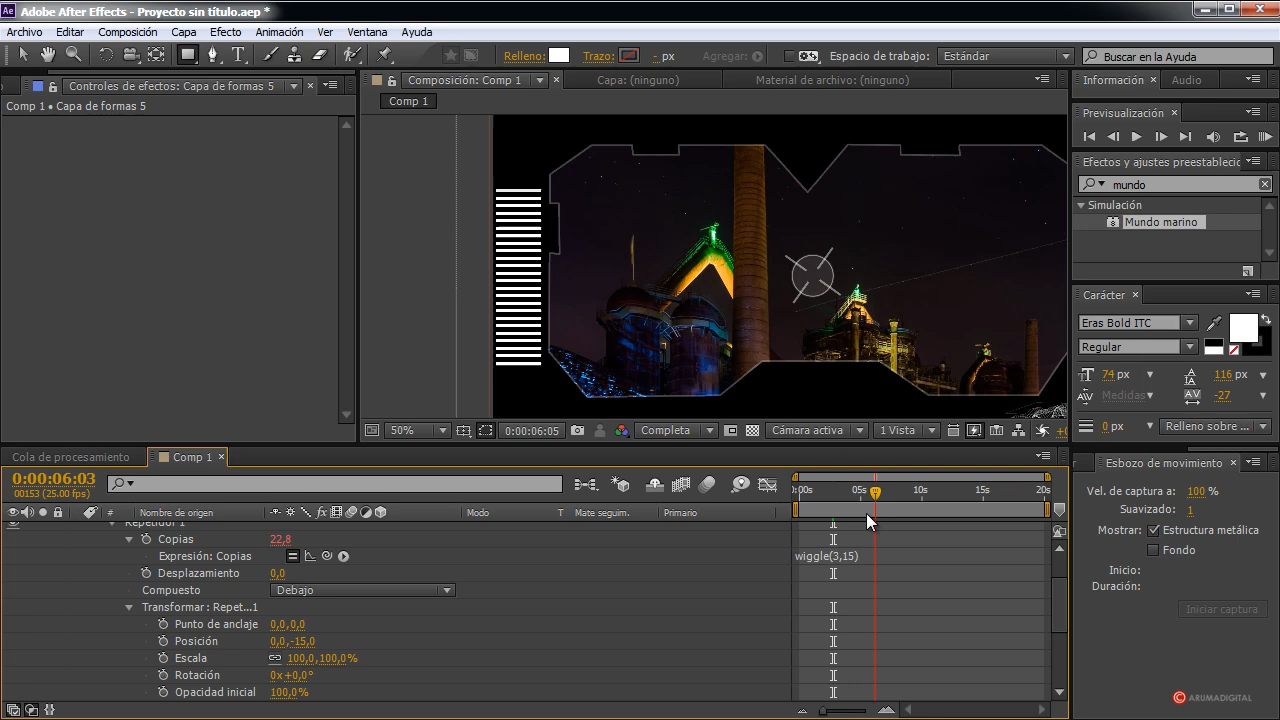 Ae Adobe After Effects - Proyecto sin título.aep *
Archivo Editar Composición Capa Efecto Animación Ver Ventana Ayuda
Relleno: Trazo: - px Agregar: Espacio de trabajo: Estándar Buscar en la Ayuda
Controles de efectos: Capa de formas 5
Comp 1 • Capa de formas 5
Composición: Comp 1 Capa: (ninguno) Material de archivo: (ninguno)
Comp 1
Información Audio
Previsualización
Efectos y ajustes preestablecic
mundo
Simulación
Mundo marino
Carácter
Eras Bold ITC
Regular
74 px 116 px
Medidas -27
0 px Relleno sobre ...
50% 0:00:06:05 Completa Cámara activa 1 Vista
Cola de procesamiento Comp 1
0:00:06:03
00153 (25.00 fps)
# Nombre de origen Modo T Mate seguim. Primario
):00s 05s 10s 15s 20s
Repetidor 1
Copias 22,8
Expresión: Copias wiggle(3,15)
Desplazamiento 0,0
Compuesto Debajo
Transformar : Repet...1
Punto de anclaje 0,0,0,0
Posición 0,0,-15,0
Escala 100,0,100,0%
Rotación 0x+0,0°
Opacidad inicial 100,0%
Esbozo de movimiento
Vel. de captura a: 100 %
Suavizado: 1
Mostrar: Estructura metálica
Fondo
Inicio:
Duración:
Iniciar captura
© ARUMADIGITAL